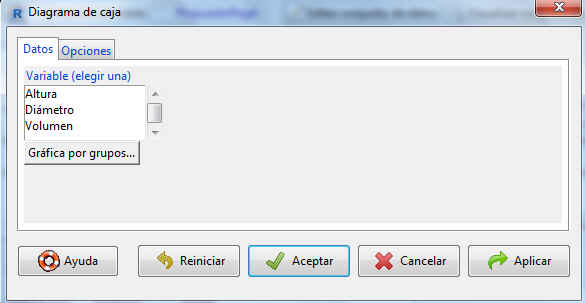 Diagrama de caja
Datos
Opciones
Variable (elegir una)
Altura
Diámetro
Volumen
Gráfica por grupos...
Ayuda
Reiniciar
Aceptar
Cancelar
Aplicar